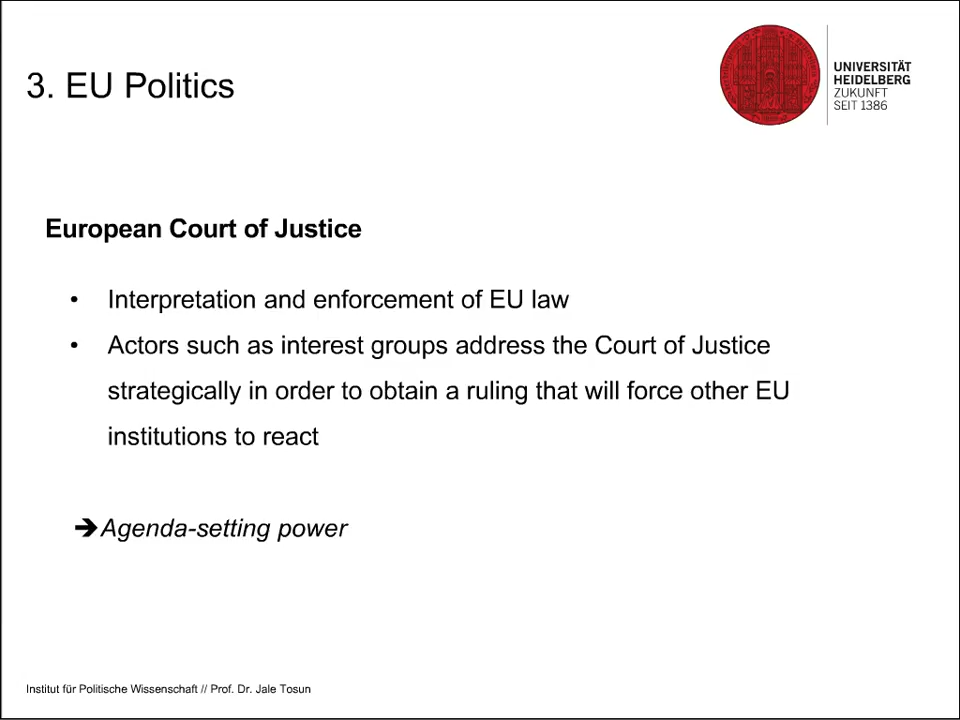 3. EU Politics
UNIVERSITÄT
HEIDELBERG
ZUKUNFT
SEIT 1386
European Court of Justice
• Interpretation and enforcement of EU law
• Actors such as interest groups address the Court of Justice
strategically in order to obtain a ruling that will force other EU
institutions to react
➔Agenda-setting power
Institut für Politische Wissenschaft // Prof. Dr. Jale Tosun